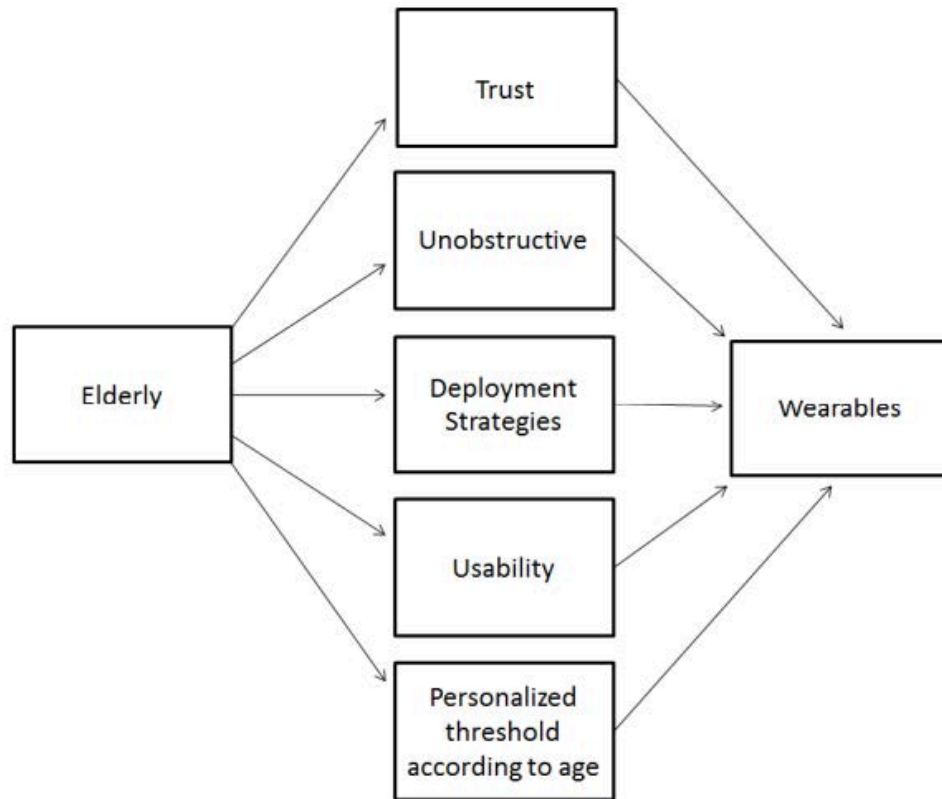 Trust
Unobstructive
Elderly
Deployment
Strategies
Wearables
Usability
Personalized
threshold
according to age